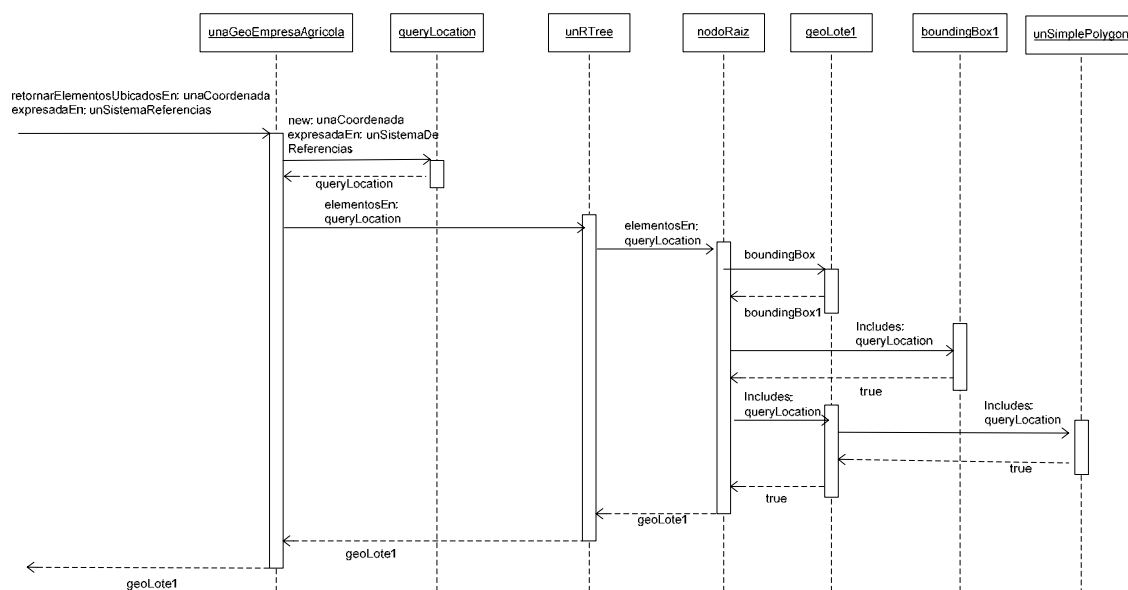 unaGeoEmpresaAgricola
queryLocation
unRTree
nodoRaiz
geoLote1
boundingBox1
unSimplePolygon
retornarElementosUbicadosEn: unaCoordenada
expresadaEn: unSistemaReferencias
new: unaCoordenada
expresadaEn: unSistemaDe
Referencias
queryLocation
elementosEn:
queryLocation
elementosEn:
queryLocation
boundingBox
boundingBox1
Includes:
queryLocation
true
Includes:
queryLocation
Includes:
queryLocation
true
true
geoLote1
geoLote1
geoLote1